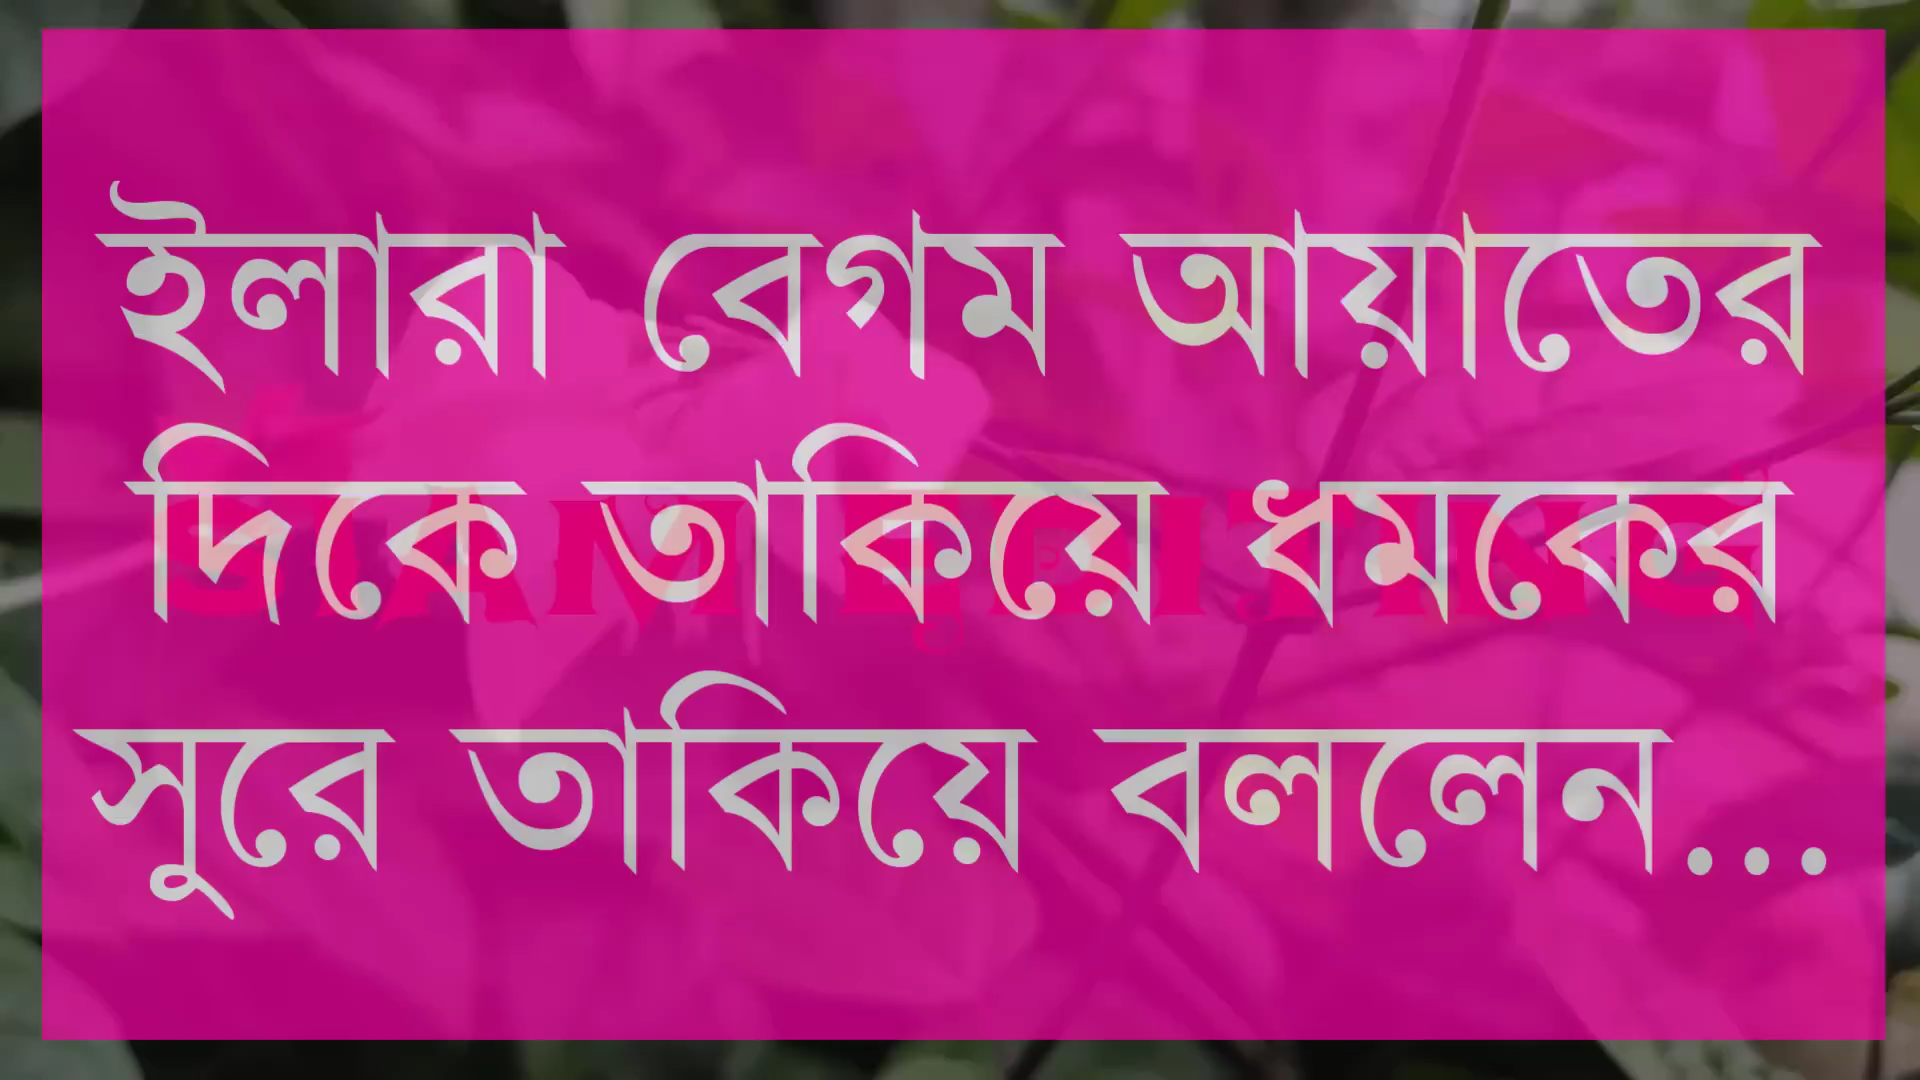 ইলারা বেগম আয়াতের
দিকে তাকিয়ে ধমকের
সুরে তাকিয়ে বললেন...